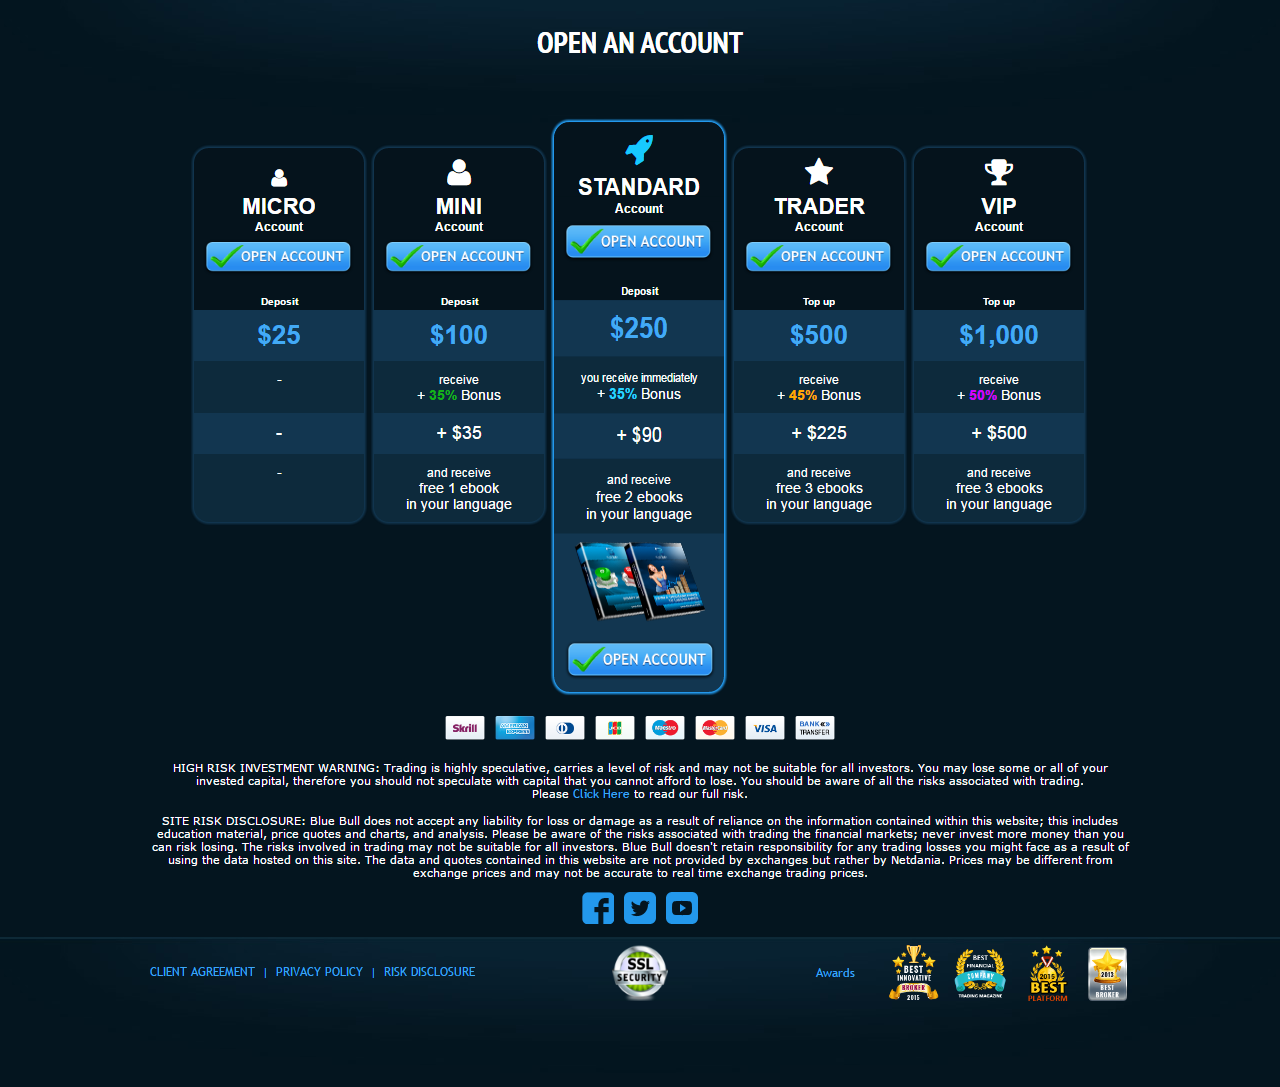 OPEN AN ACCOUNT
MICRO
Account
OPEN ACCOUNT
Deposit
$25
-
-
-
MINI
Account
OPEN ACCOUNT
Deposit
$100
receive
+ 35% Bonus
+ $35
and receive
free 1 ebook
in your language
STANDARD
Account
OPEN ACCOUNT
Deposit
$250
you receive immediately
+ 35% Bonus
+ $90
and receive
free 2 ebooks
in your language
OPEN ACCOUNT
TRADER
Account
OPEN ACCOUNT
Top up
$500
receive
+ 45% Bonus
+ $225
and receive
free 3 ebooks
in your language
VIP
Account
OPEN ACCOUNT
Top up
$1,000
receive
+ 50% Bonus
+ $500
and receive
free 3 ebooks
in your language
Skrill
AMERICAN EXPRESS
JCB
Maestro
MasterCard
VISA
BANK TRANSFER
HIGH RISK INVESTMENT WARNING: Trading is highly speculative, carries a level of risk and may not be suitable for all investors. You may lose some or all of your
invested capital, therefore you should not speculate with capital that you cannot afford to lose. You should be aware of all the risks associated with trading.
Please Click Here to read our full risk.
SITE RISK DISCLOSURE: Blue Bull does not accept any liability for loss or damage as a result of reliance on the information contained within this website; this includes
education material, price quotes and charts, and analysis. Please be aware of the risks associated with trading the financial markets; never invest more money than you
can risk losing. The risks involved in trading may not be suitable for all investors. Blue Bull doesn't retain responsibility for any trading losses you might face as a result of
using the data hosted on this site. The data and quotes contained in this website are not provided by exchanges but rather by Netdania. Prices may be different from
exchange prices and may not be accurate to real time exchange trading prices.
CLIENT AGREEMENT | PRIVACY POLICY | RISK DISCLOSURE
SSL
SECURITY
Awards
BEST
INNOVATIVE
BROKER
2015
BEST
FINANCIAL
COMPANY
TRADING MAGAZINE
2015
BEST
PLATFORM
2013
BEST
BROKER